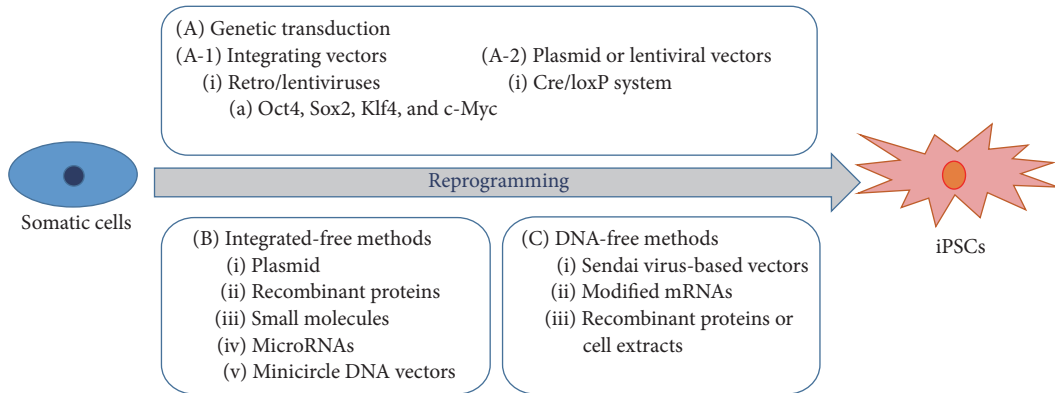 (A) Genetic transduction
(A-1) Integrating vectors
(i) Retro/lentiviruses
(a) Oct4, Sox2, Klf4, and c-Myc
(A-2) Plasmid or lentiviral vectors
(i) Cre/loxP system
Reprogramming
Somatic cells
iPSCs
(B) Integrated-free methods
(i) Plasmid
(ii) Recombinant proteins
(iii) Small molecules
(iv) MicroRNAs
(v) Minicircle DNA vectors
(C) DNA-free methods
(i) Sendai virus-based vectors
(ii) Modified mRNAs
(iii) Recombinant proteins or
cell extracts